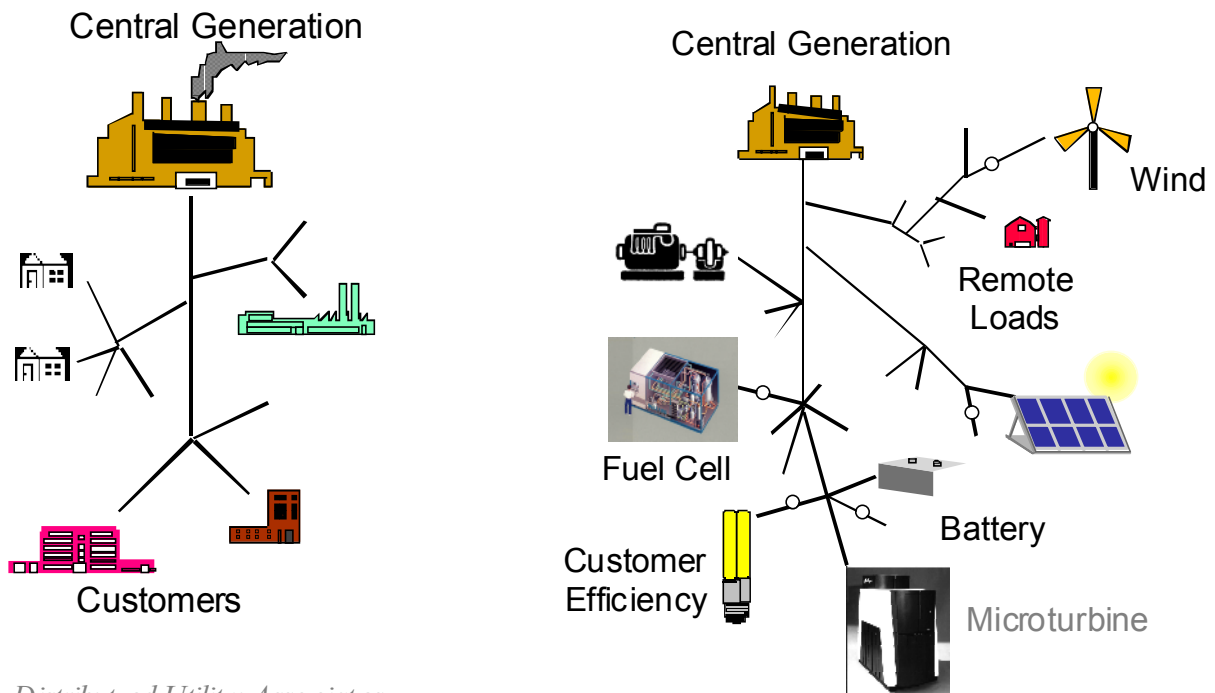 Central Generation
Customers
Central Generation
Wind
Remote
Loads
Fuel Cell
Battery
Customer
Efficiency
Microturbine